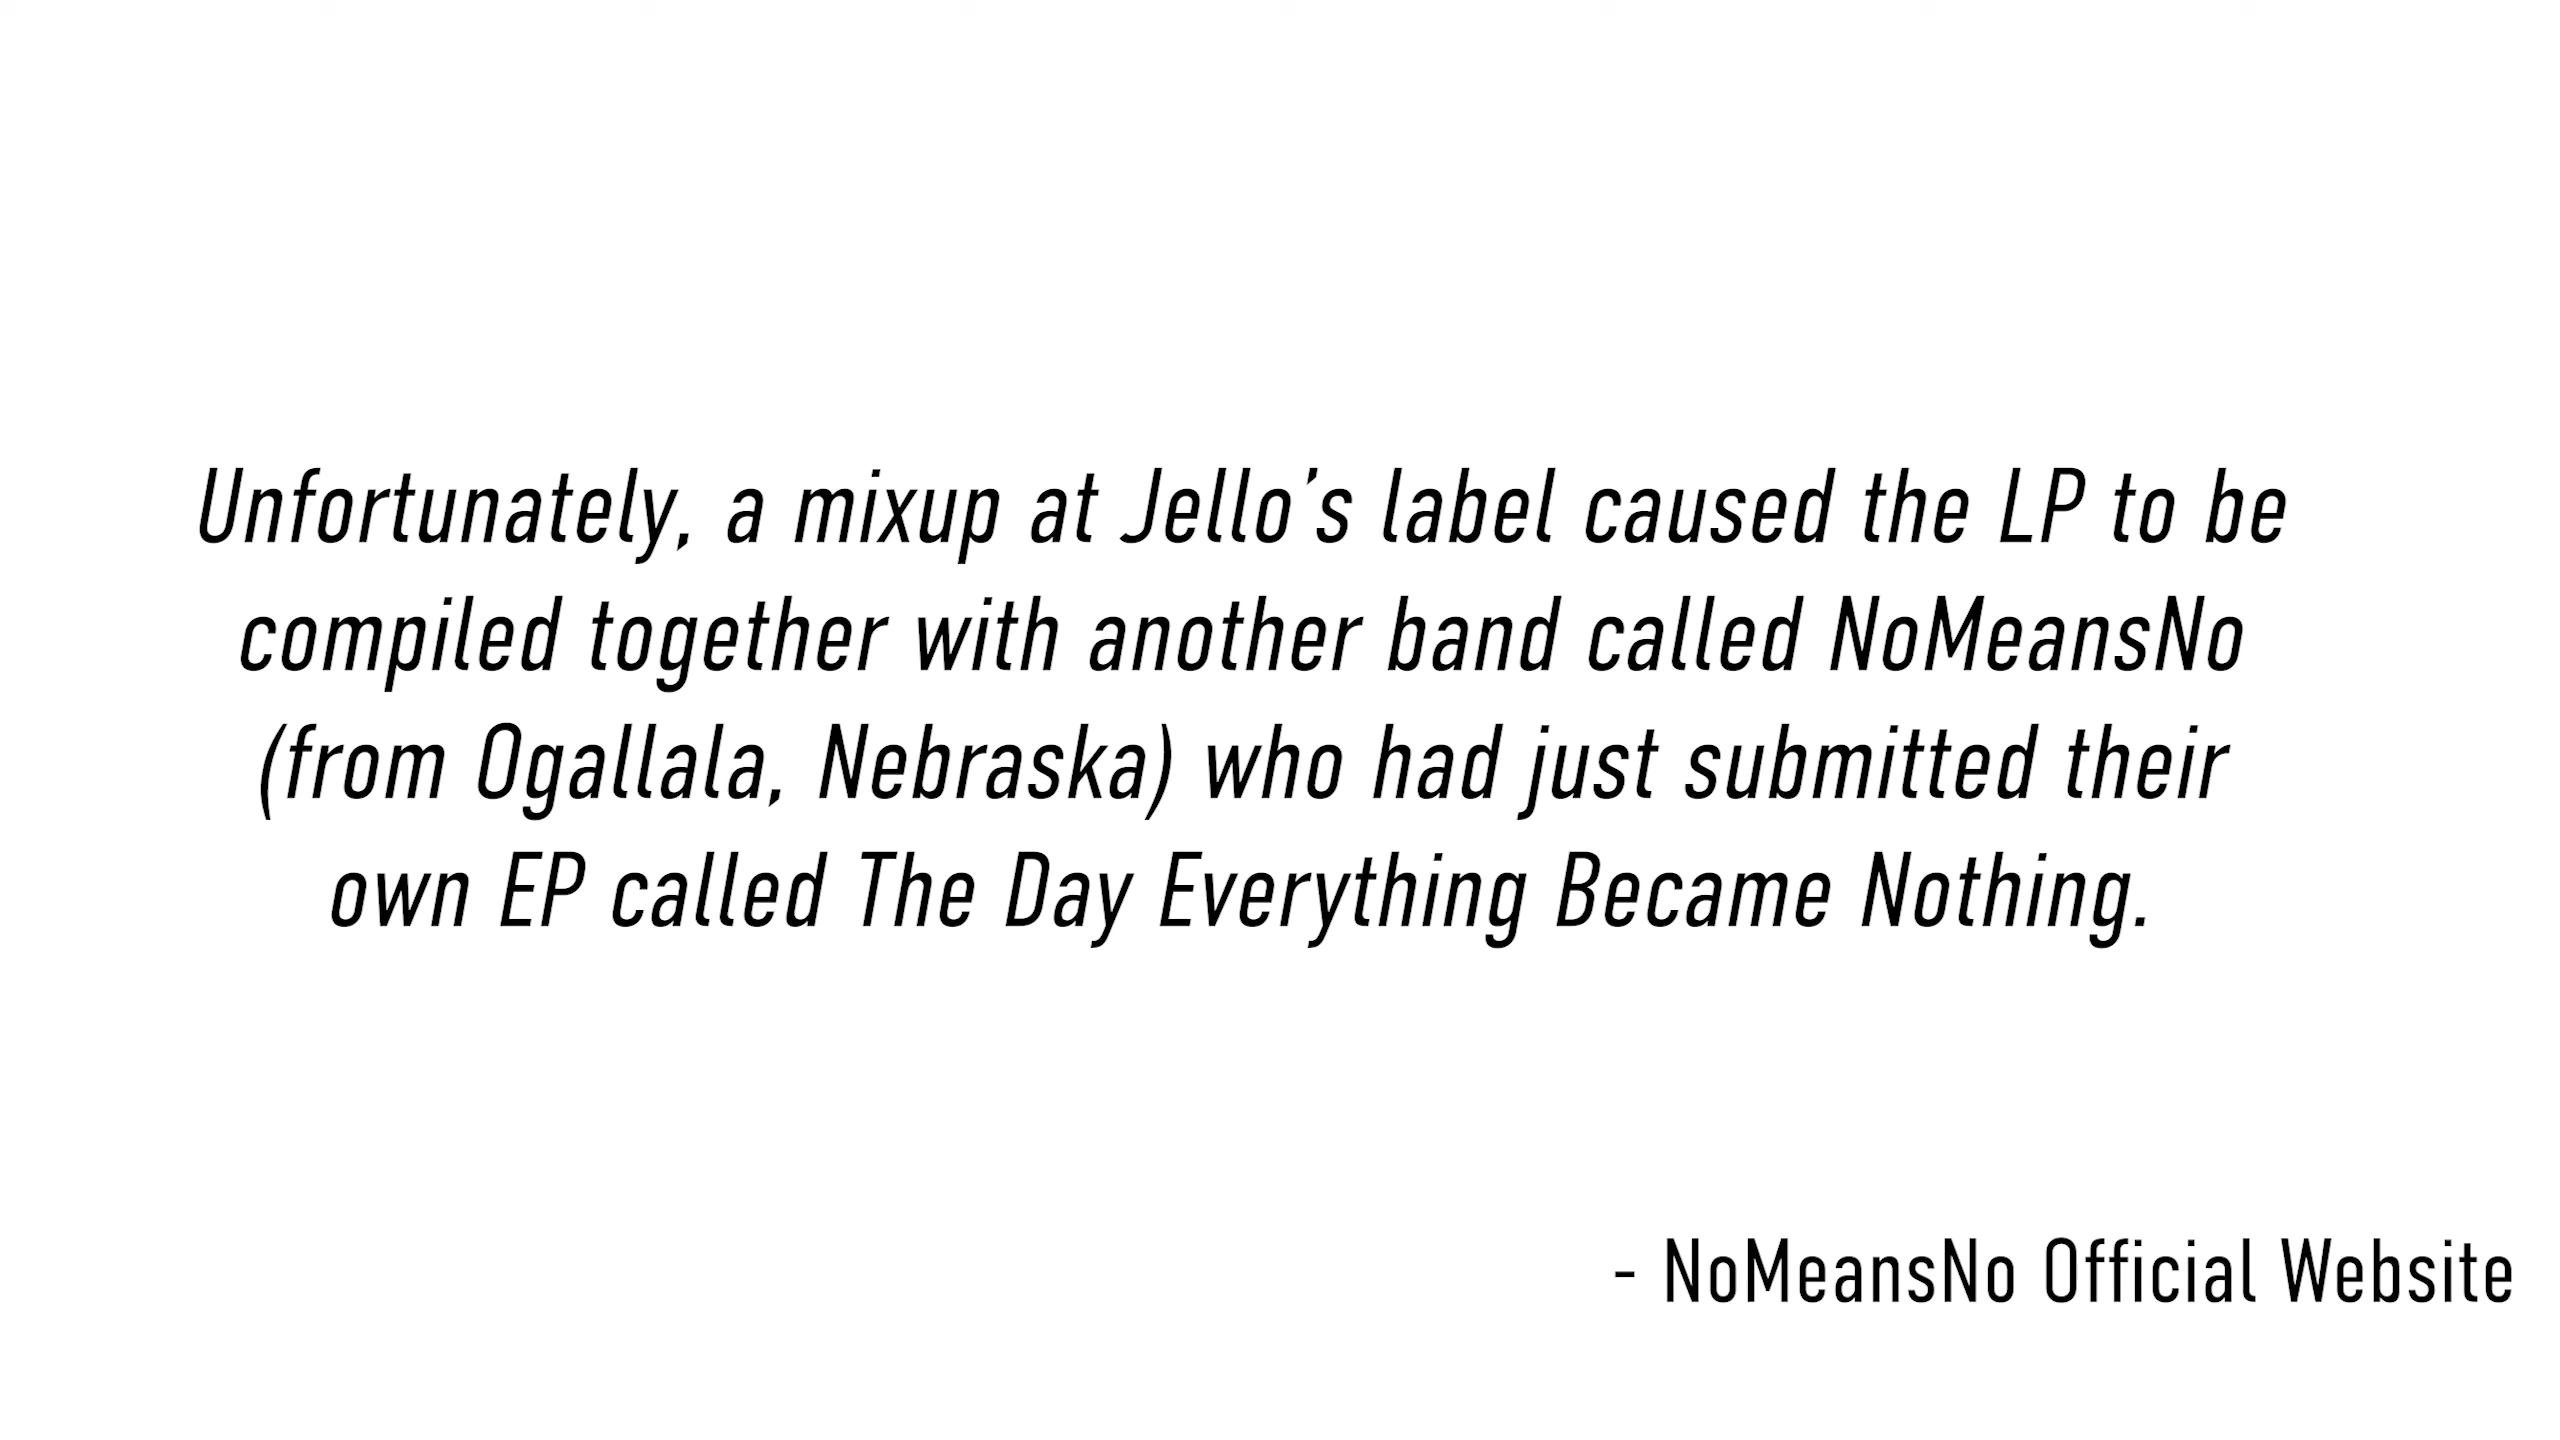 Unfortunately, a mixup at Jello’s label caused the LP to be
compiled together with another band called NoMeansNo
(from Ogallala, Nebraska) who had just submitted their
own EP called The Day Everything Became Nothing.
- NoMeansNo Official Website